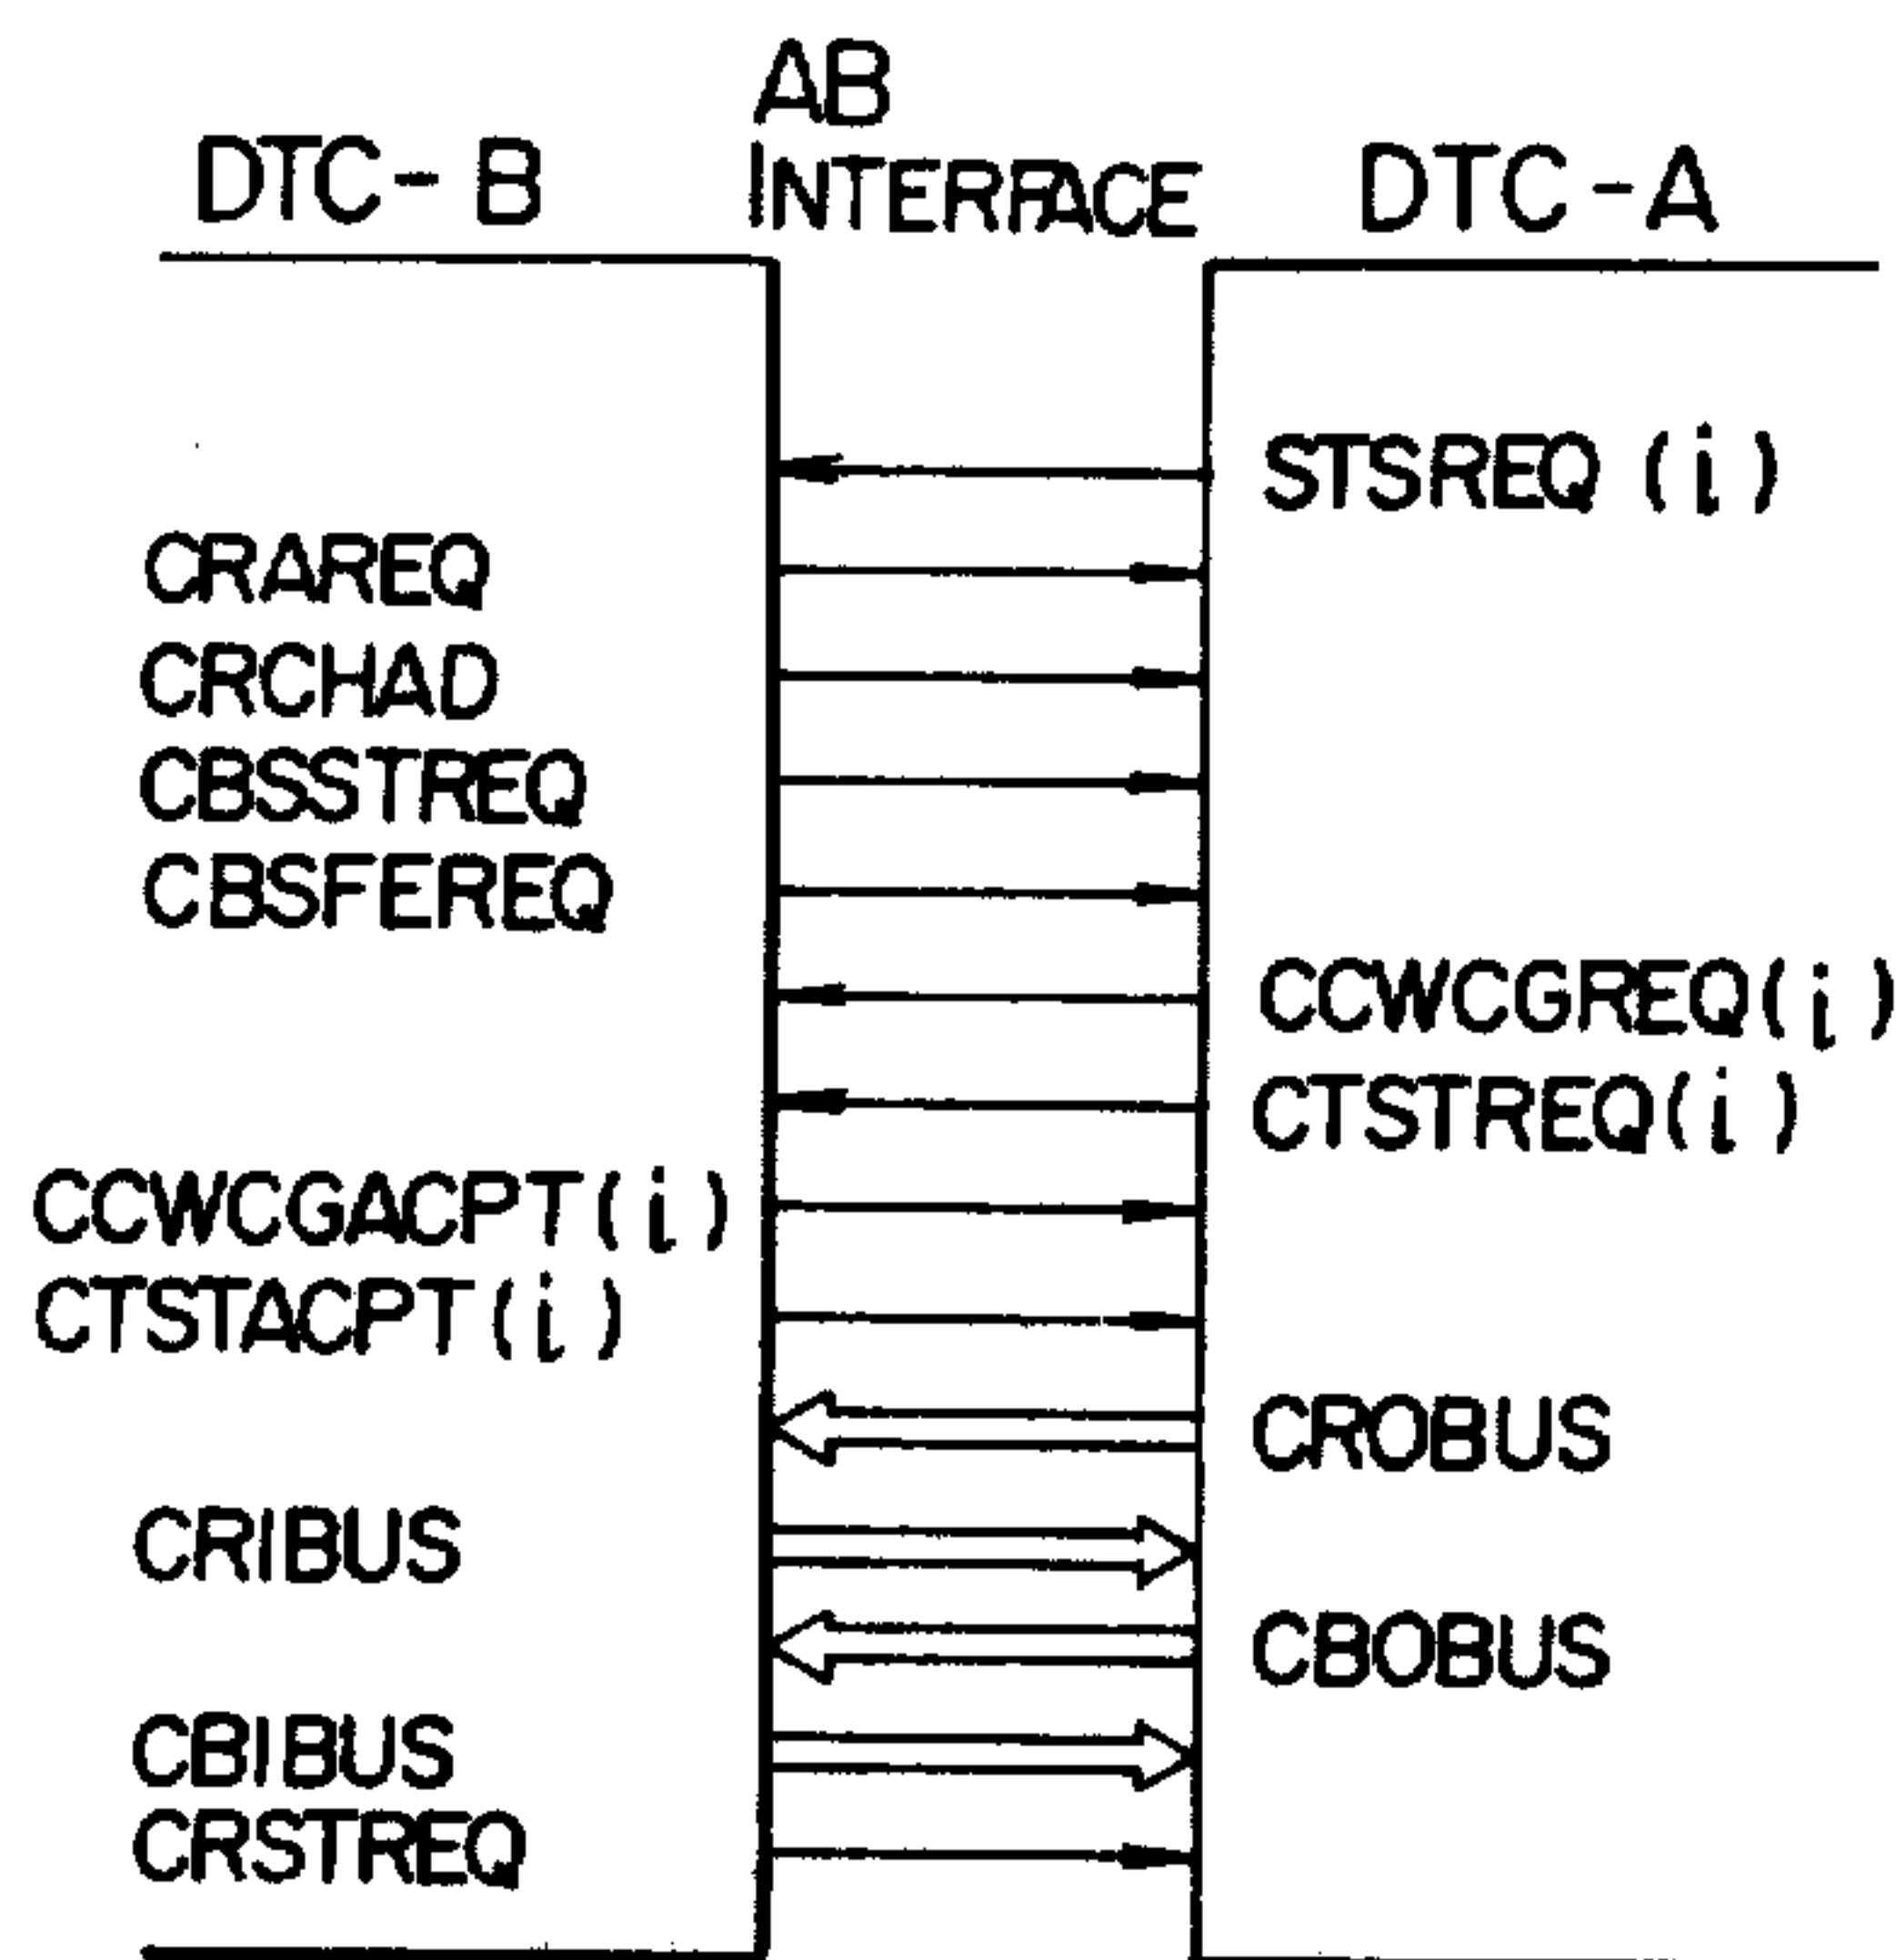 AB
DTC-B INTERFACE DTC-A
STSREQ (i)
CRAREQ
CRCHAD
CBSSTREQ
CBSFEREQ
CCWCGREQ(i)
CTSTREQ(i)
CCWCGACPT(i)
CTSTACPT(i)
CROBUS
CRIBUS
CBOBUS
CBIBUS
CRSTREQ